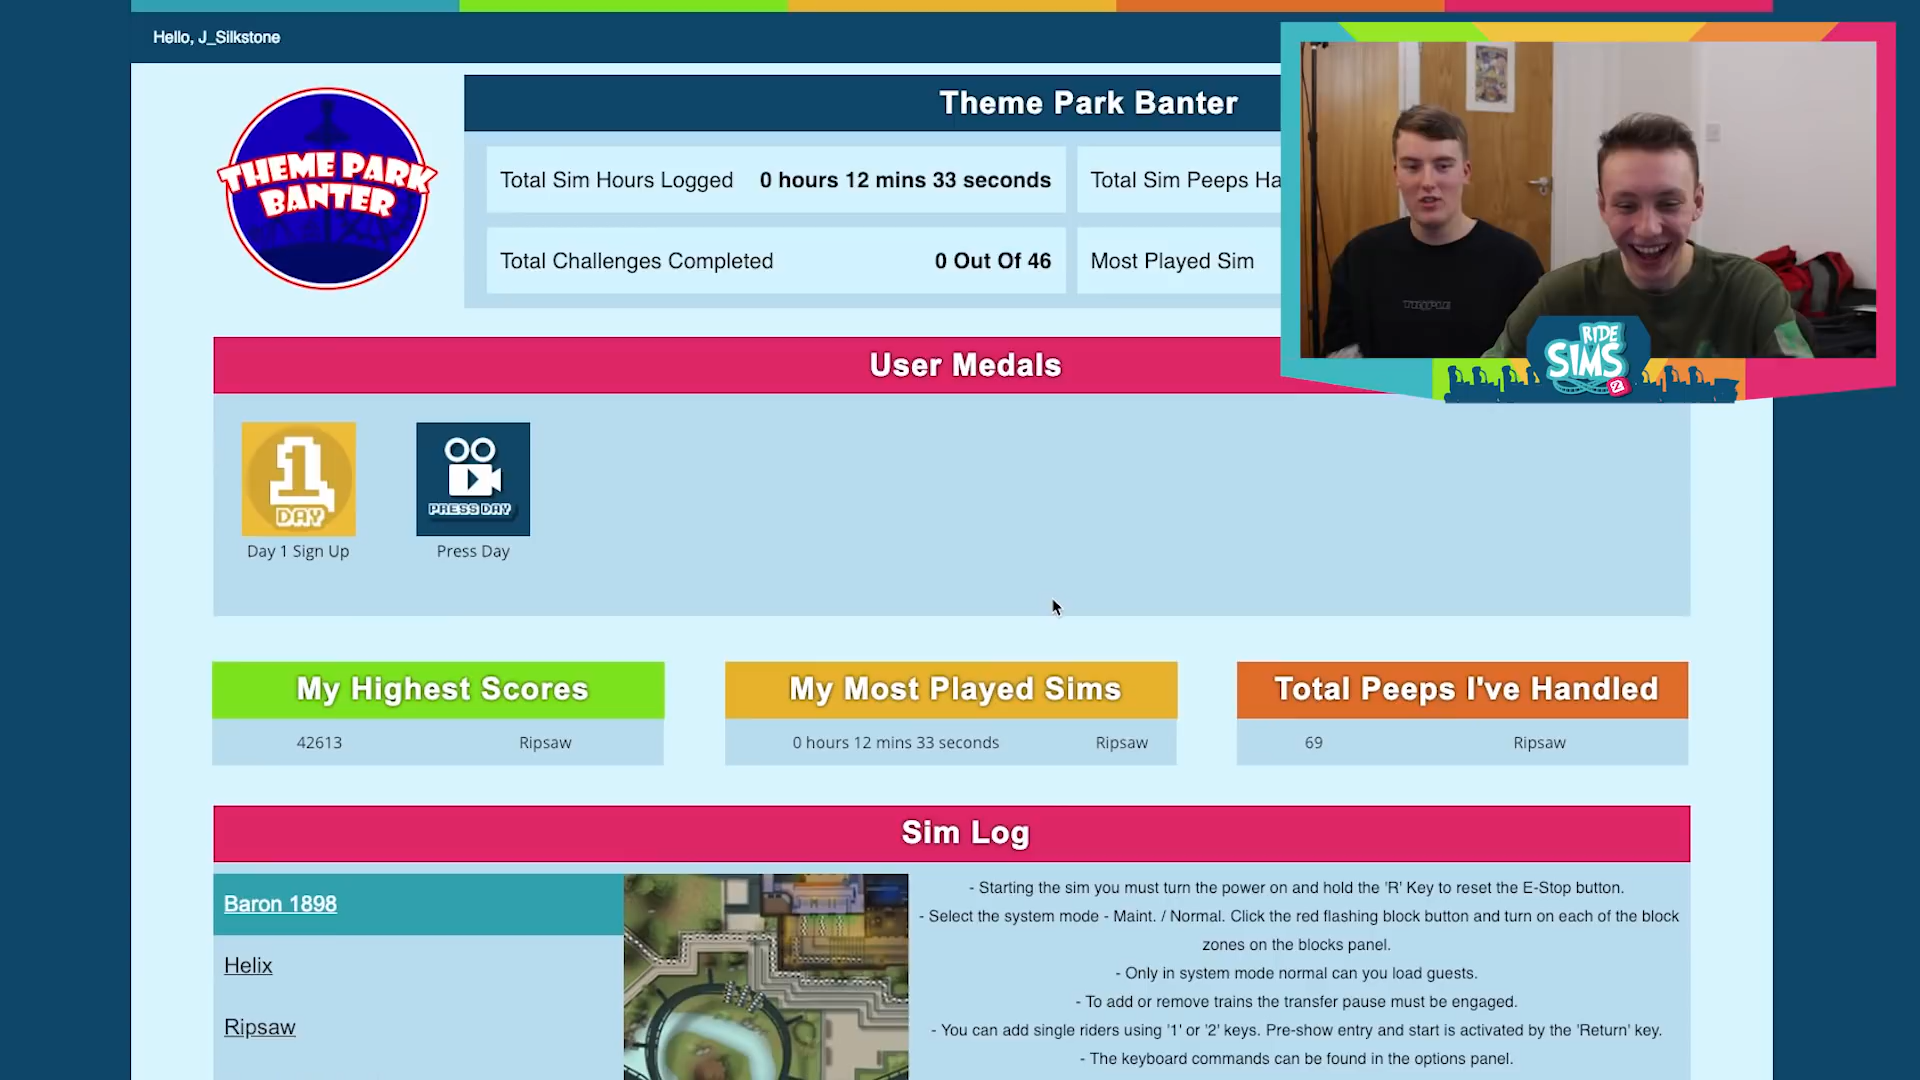 Hello, J_Silkstone
Theme Park Banter
THEME PARK
BANTER
Total Sim Hours Logged 0 hours 12 mins 33 seconds Total Sim Peeps Ha
Total Challenges Completed 0 Out Of 46 Most Played Sim
RIDE
SIMS
2
User Medals
1
DAY
PRESS DAY
Day 1 Sign Up Press Day
My Highest Scores My Most Played Sims Total Peeps I've Handled
42613 Ripsaw 0 hours 12 mins 33 seconds Ripsaw 69 Ripsaw
Sim Log
Baron 1898
Helix
Ripsaw
- Starting the sim you must turn the power on and hold the 'R' Key to reset the E-Stop button.
- Select the system mode - Maint. / Normal. Click the red flashing block button and turn on each of the block
zones on the blocks panel.
- Only in system mode normal can you load guests.
- To add or remove trains the transfer pause must be engaged.
- You can add single riders using '1' or '2' keys. Pre-show entry and start is activated by the 'Return' key.
- The keyboard commands can be found in the options panel.